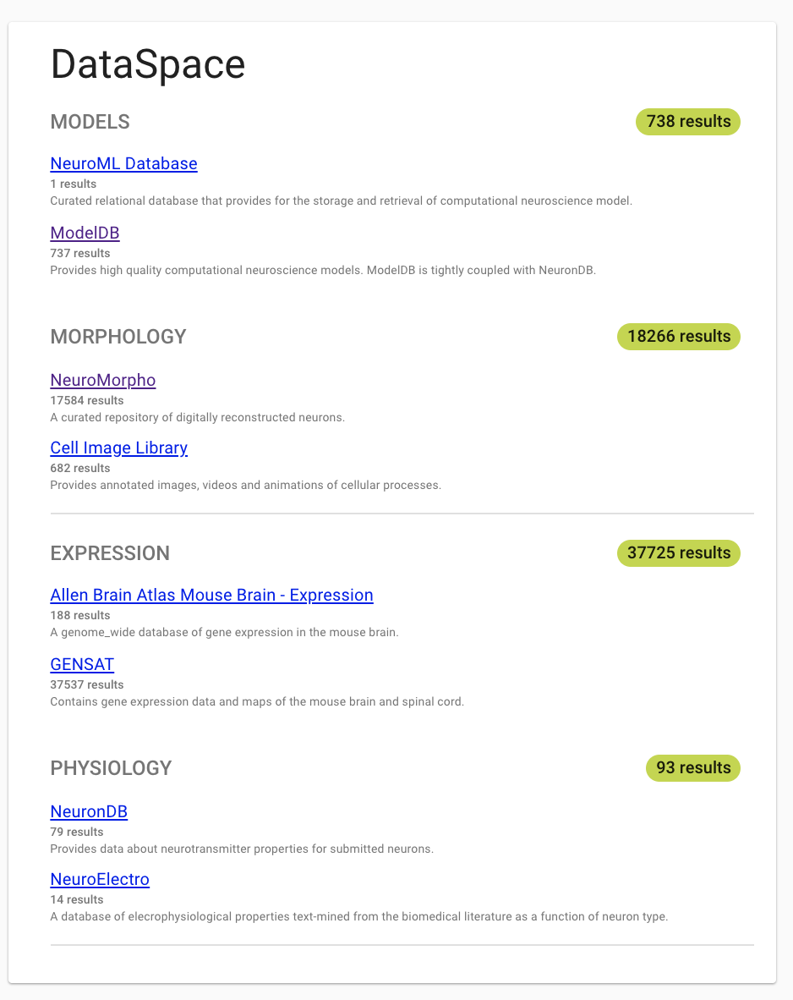 DataSpace
MODELS
738 results
NeuroML Database
1 results
Curated relational database that provides for the storage and retrieval of computational neuroscience model.
ModelDB
737 results
Provides high quality computational neuroscience models. ModelDB is tightly coupled with NeuronDB.
MORPHOLOGY
18266 results
NeuroMorpho
17584 results
A curated repository of digitally reconstructed neurons.
Cell Image Library
682 results
Provides annotated images, videos and animations of cellular processes.
EXPRESSION
37725 results
Allen Brain Atlas Mouse Brain - Expression
188 results
A genome_wide database of gene expression in the mouse brain.
GENSAT
37537 results
Contains gene expression data and maps of the mouse brain and spinal cord.
PHYSIOLOGY
93 results
NeuronDB
79 results
Provides data about neurotransmitter properties for submitted neurons.
NeuroElectro
14 results
A database of elecrophysiological properties text-mined from the biomedical literature as a function of neuron type.